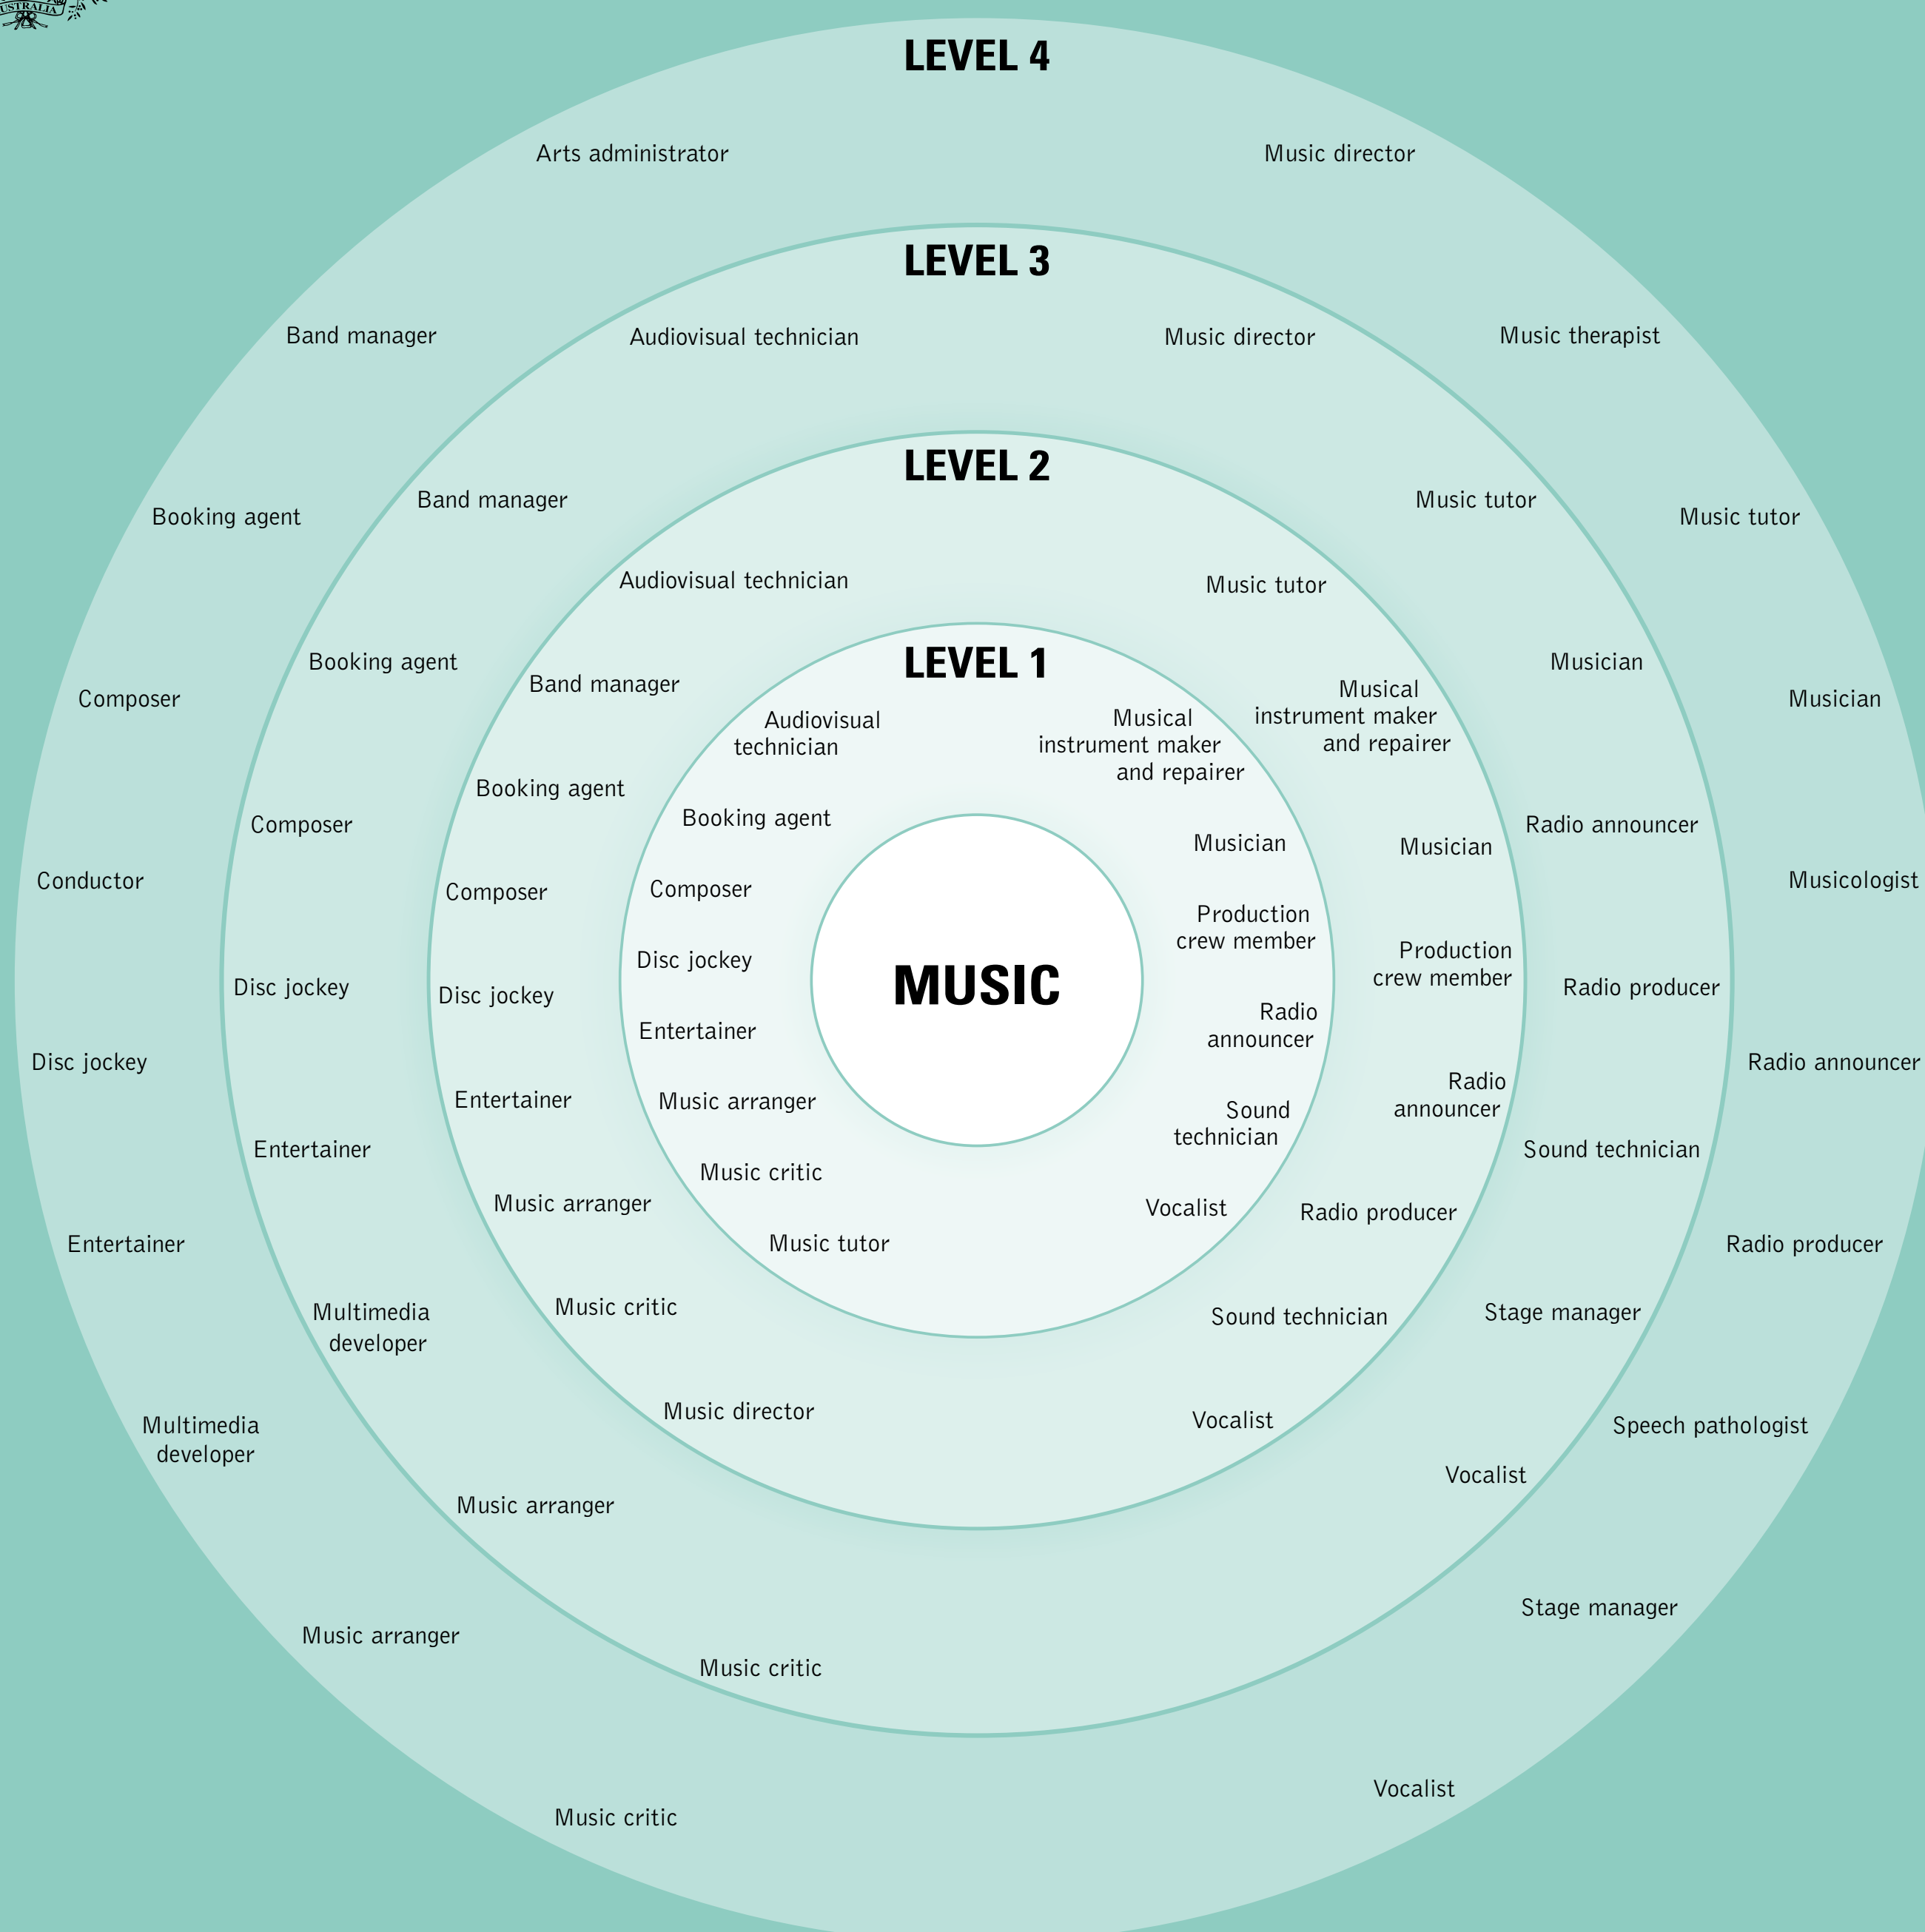 USTRALIA
LEVEL 4
Arts administrator
Band manager
Booking agent
Composer
Conductor
Disc jockey
Entertainer
Multimedia
developer
Music arranger
Music critic
Music director
Music therapist
Music tutor
Musician
Musicologist
Radio announcer
Radio producer
Speech pathologist
Stage manager
Vocalist
LEVEL 3
Audiovisual technician
Band manager
Booking agent
Composer
Disc jockey
Entertainer
Multimedia
developer
Music arranger
Music critic
Music director
Music tutor
Musician
Radio announcer
Radio producer
Sound technician
Stage manager
Vocalist
LEVEL 2
Audiovisual technician
Band manager
Booking agent
Composer
Disc jockey
Entertainer
Music arranger
Music critic
Music director
Music tutor
Musical
instrument maker
and repairer
Musician
Production
crew member
Radio
announcer
Radio producer
Sound technician
Vocalist
LEVEL 1
Audiovisual
technician
Booking agent
Composer
Disc jockey
Entertainer
Music arranger
Music critic
Music tutor
Musical
instrument maker
and repairer
Musician
Production
crew member
Radio
announcer
Sound
technician
Vocalist
MUSIC